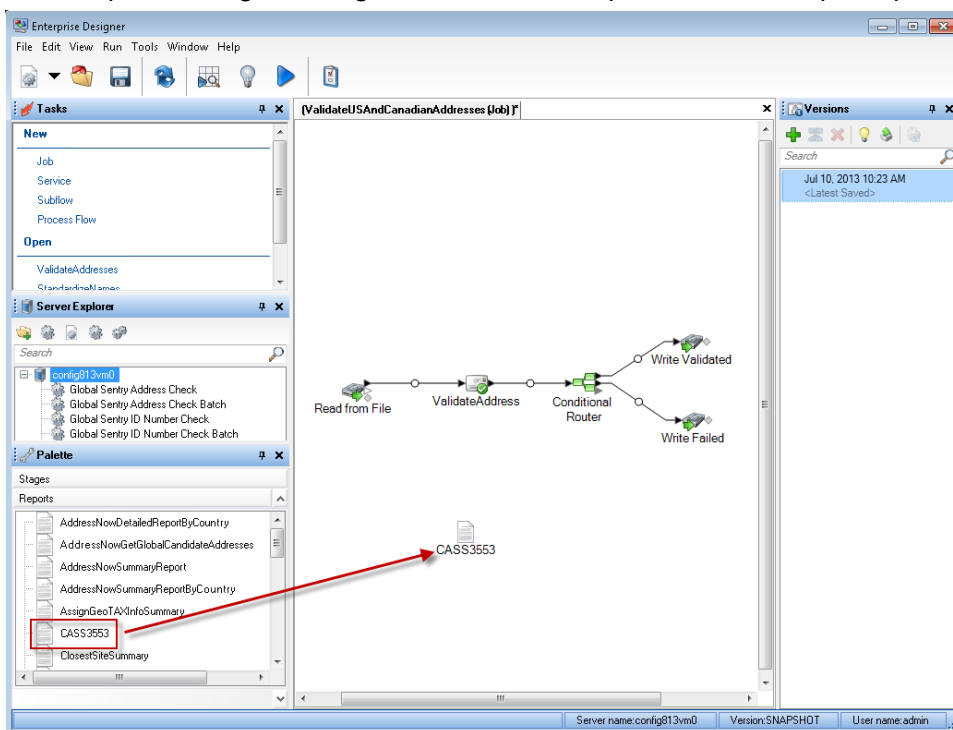 Enterprise Designer
File Edit View Run Tools Window Help
Tasks
New
Job
Service
Subflow
Process Flow
Open
ValidateAddresses
StandardizeNames
Server Explorer
Search
config813vm0
Global Sentry Address Check
Global Sentry Address Check Batch
Global Sentry ID Number Check
Global Sentry ID Number Check Batch
Palette
Stages
Reports
AddressNowDetailedReportByCountry
AddressNowGetGlobalCandidateAddresses
AddressNowSummaryReport
AddressNowSummaryReportByCountry
AssignGeoTAXInfoSummary
CASS3553
ClosestSiteSummary
(ValidateUSAndCanadianAddresses (Job) )*
Read from File
ValidateAddress
Conditional
Router
Write Validated
Write Failed
CASS3553
Versions
Search
Jul 10, 2013 10:23 AM
<Latest Saved>
Server name:config813vm0 Version:SNAPSHOT User name:admin